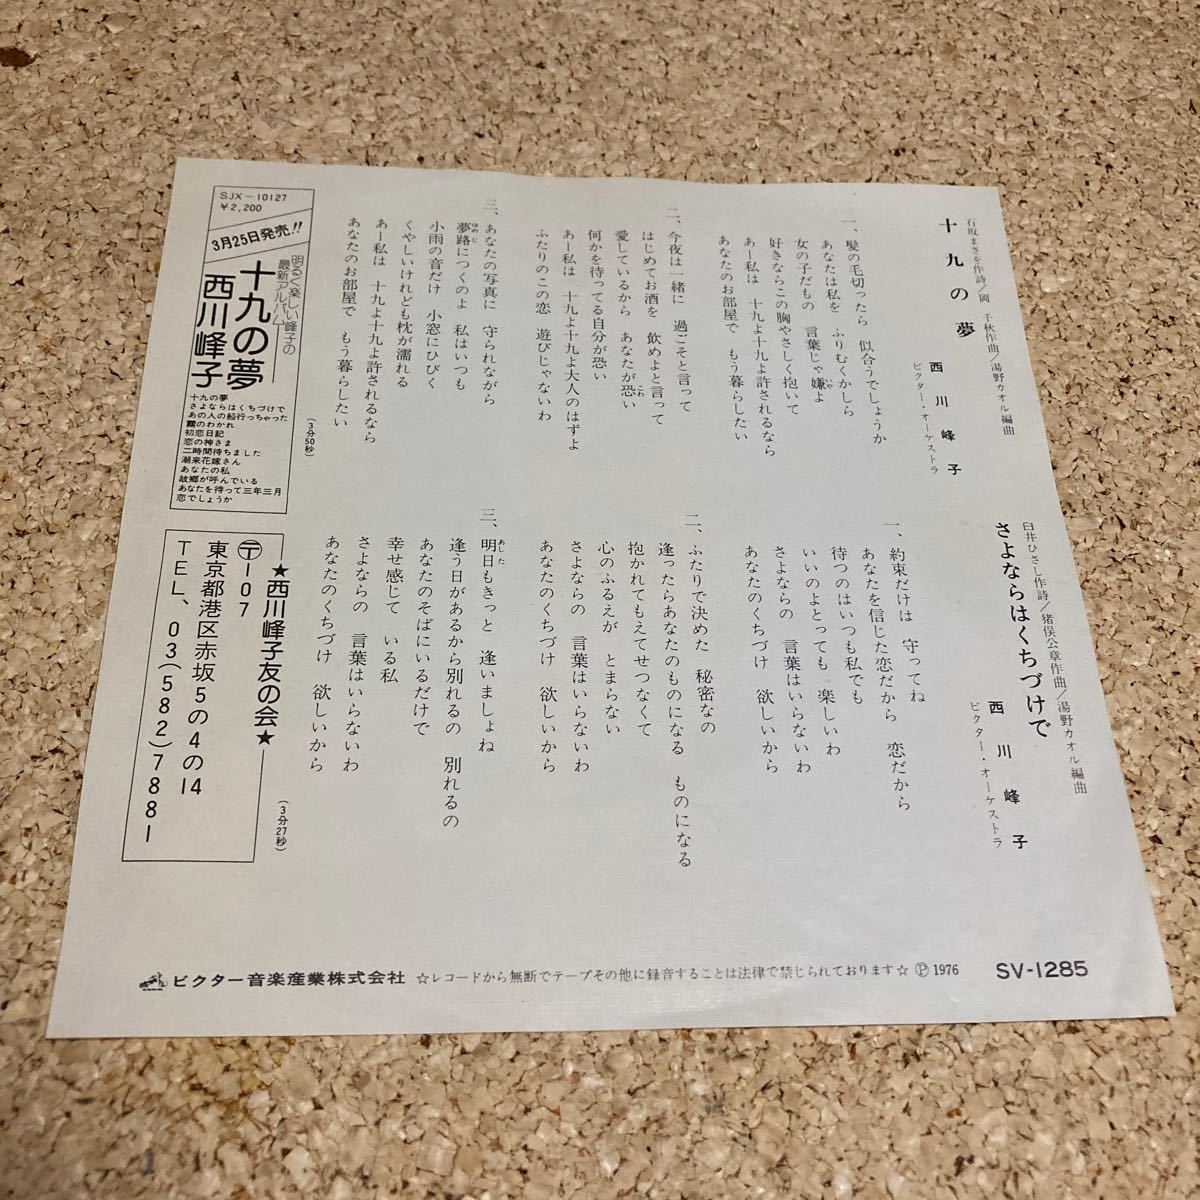 十九の夢
石坂まさを作詩/岡 千秋作曲/湯野カオル編曲
西川峰子
ビクター・オーケストラ
一、髪の毛切ったら 似合うでしょうか
あなたは私を ふりむくかしら
女の子だもの 言葉じゃ嫌よ
いや
好きならこの胸やさしく抱いて
あー私は 十九よ十九よ許されるなら
あなたのお部屋で もう暮らしたい
二、今夜は一緒に 過ごそと言って
はじめてお酒を 飲めよと言って
愛しているから あなたが恐い
こわ
何かを待ってる自分が恐い
あー私は 十九よ十九よ大人のはずよ
ふたりのこの恋 遊びじゃないわ
三、あなたの写真に 守られながら
夢路につくのよ 私はいつも
ゆめじ
小雨の音だけ 小窓にひびく
くやしいけれども枕が濡れる
あー私は 十九よ十九よ許されるなら
あなたのお部屋で もう暮らしたい
(3分50秒)
さよならはくちづけで
臼井ひさし作詩/猪俣公章作曲/湯野カオル編曲
西川峰子
ビクター・オーケストラ
一、約束だけは 守ってね
あなたを信じた恋だから 恋だから
待つのはいつも私でも
いいのよとっても 楽しいわ
さよならの 言葉はいらないわ
あなたのくちづけ 欲しいから
二、ふたりで決めた 秘密なの
逢ったらあなたのものになる ものになる
抱かれてもえてせつなくて
心のふるえが とまらない
さよならの 言葉はいらないわ
あなたのくちづけ 欲しいから
三、明日もきっと 逢いましょね
あした
逢う日があるから別れるの 別れるの
あなたのそばにいるだけで
幸せ感じて いる私
さよならの 言葉はいらないわ
あなたのくちづけ 欲しいから
(3分27秒)
SJX-10127
¥2,200
3月25日発売!!
明るく楽しい峰子の
最新アルバム
十九の夢
西川峰子
十九の夢
さよならはくちづけで
あの人の船行っちゃった
霧のわかれ
初恋日記
恋の神さま
二時間待ちました
潮来花嫁さん
あなたの私
故郷が呼んでいる
あなたを待って三年三月
恋でしょうか
★西川峰子友の会★
〒107
東京都港区赤坂5の4の14
TEL、03(582)7881
ビクター音楽産業株式会社 ☆レコードから無断でテープその他に録音することは法律で禁じられております☆ Ⓟ1976 SV-1285